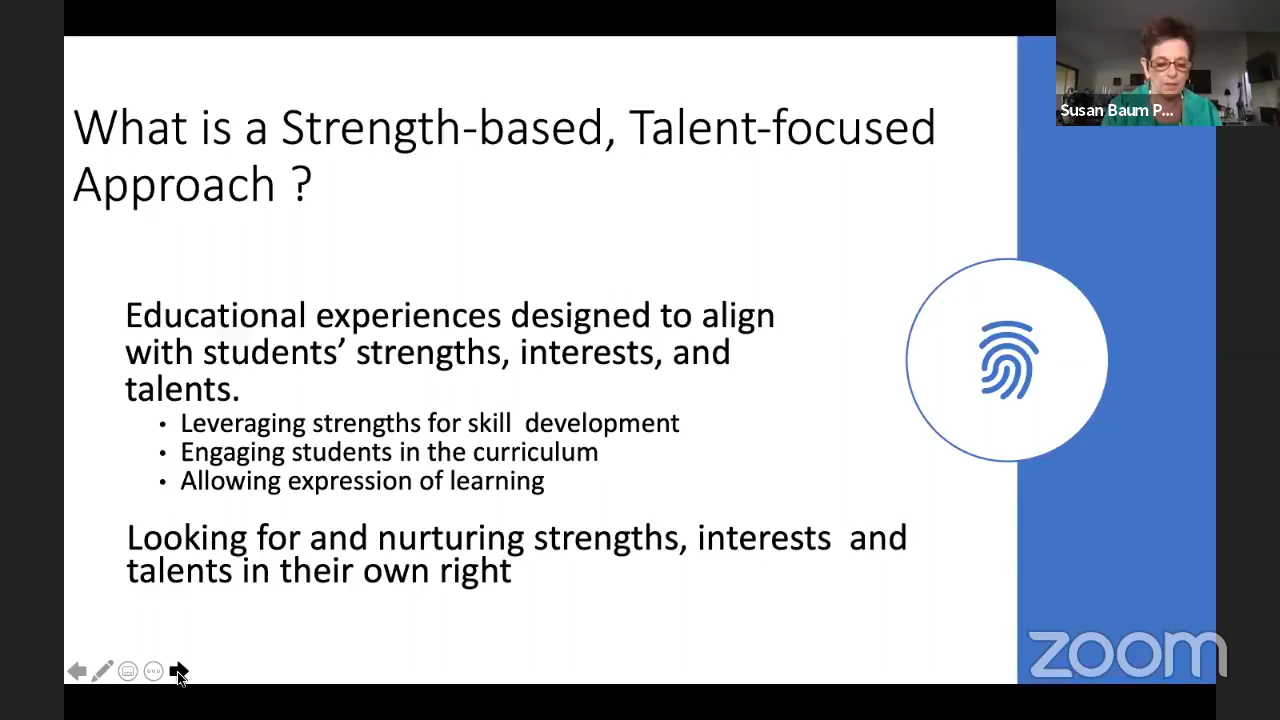 Susan Baum P...
What is a Strength-based, Talent-focused
Approach ?
Educational experiences designed to align
with students’ strengths, interests, and
talents.
• Leveraging strengths for skill  development
• Engaging students in the curriculum
• Allowing expression of learning
Looking for and nurturing strengths, interests  and
talents in their own right
zoom